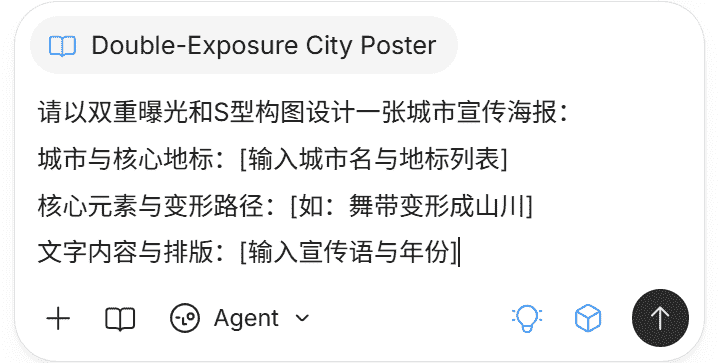 Double-Exposure City Poster
请以双重曝光和S型构图设计一张城市宣传海报：
城市与核心地标：[输入城市名与地标列表]
核心元素与变形路径：[如：舞带变形成山川]
文字内容与排版：[输入宣传语与年份]
Agent